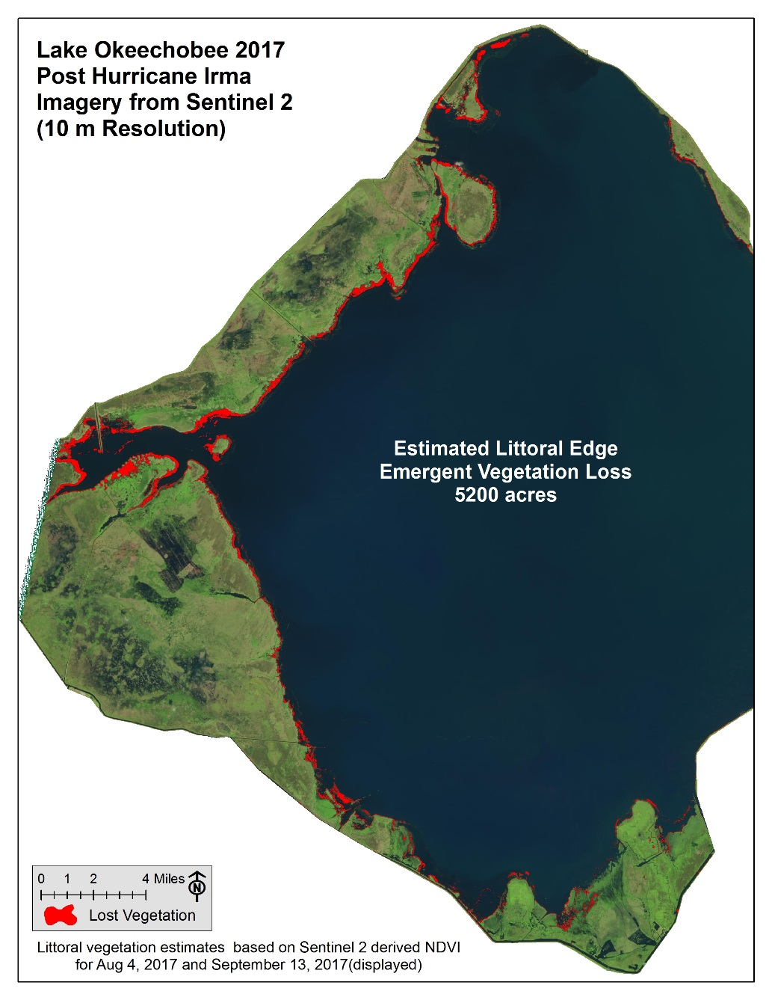 Lake Okeechobee 2017
Post Hurricane Irma
Imagery from Sentinel 2
(10 m Resolution)
Estimated Littoral Edge
Emergent Vegetation Loss
5200 acres
0 1 2 4 Miles
N
Lost Vegetation
Littoral vegetation estimates based on Sentinel 2 derived NDVI
for Aug 4, 2017 and September 13, 2017(displayed)